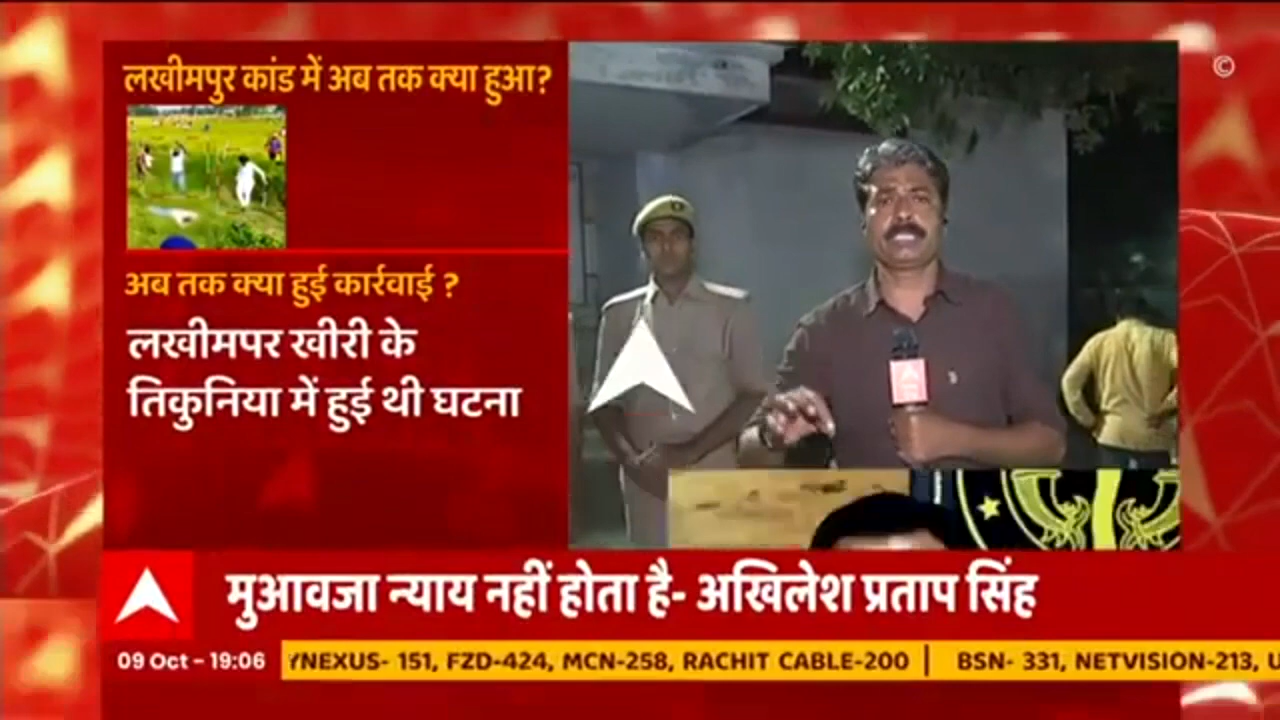 लखीमपुर कांड में अब तक क्या हुआ?
©
अब तक क्या हुई कार्रवाई ?
लखीमपर खीरी के
तिकुनिया में हुई थी घटना
मुआवजा न्याय नहीं होता है- अखिलेश प्रताप सिंह
09 Oct - 19:06
YNEXUS- 151, FZD-424, MCN-258, RACHIT CABLE-200 | BSN- 331, NETVISION-213, U